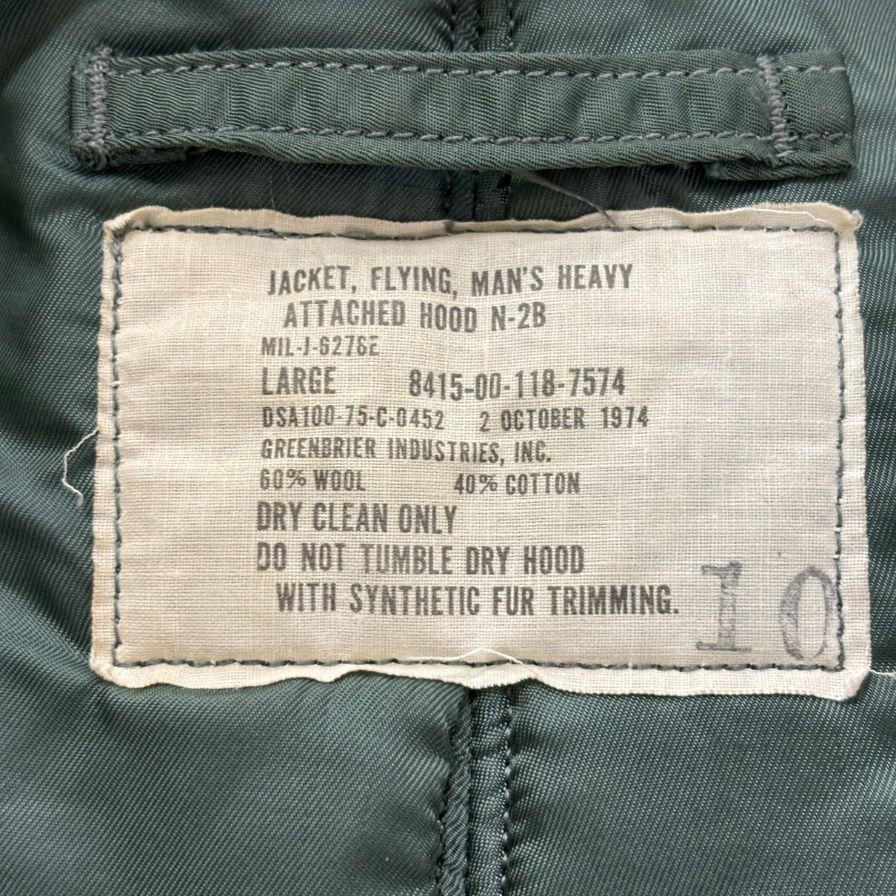 JACKET, FLYING, MAN'S HEAVY
ATTACHED HOOD N-2B
MIL-J-6278E
LARGE 8415-00-118-7574
DSA100-75-C-0452 2 OCTOBER 1974
GREENBRIER INDUSTRIES, INC.
60% WOOL 40% COTTON
DRY CLEAN ONLY
DO NOT TUMBLE DRY HOOD
WITH SYNTHETIC FUR TRIMMING.
10